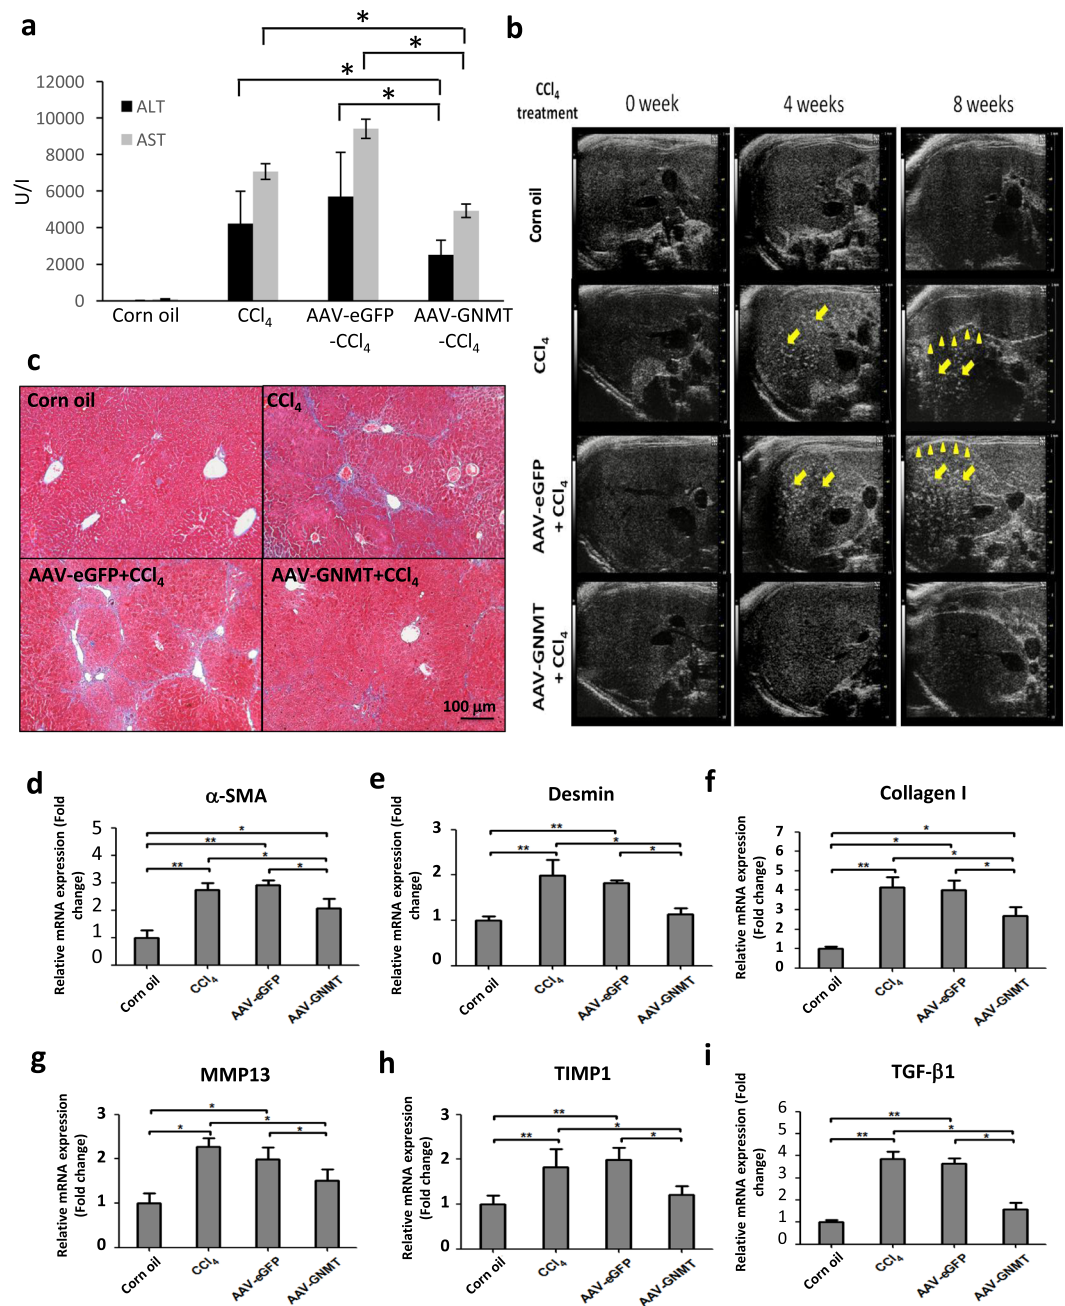 a
*
*
*
*
12000
10000
8000
6000
4000
2000
0
U/l
ALT
AST
Corn oil
CCl4
AAV-eGFP
-CCl4
AAV-GNMT
-CCl4
b
CCl4
treatment
0 week
4 weeks
8 weeks
Corn oil
CCl4
AAV-eGFP
+ CCl4
AAV-GNMT
+ CCl4
c
Corn oil
CCl4
AAV-eGFP+CCl4
AAV-GNMT+CCl4
100 µm
d
α-SMA
Relative mRNA expression (Fold
change)
5
4
3
2
1
0
*
**
*
**
*
Corn oil
CCl4
AAV-eGFP
AAV-GNMT
e
Desmin
Relative mRNA expression (Fold
change)
3
2
1
0
**
*
**
*
Corn oil
CCl4
AAV-eGFP
AAV-GNMT
f
Collagen I
Relative mRNA expression
(Fold change)
7
6
5
4
3
2
1
0
*
*
*
**
*
Corn oil
CCl4
AAV-eGFP
AAV-GNMT
g
MMP13
Relative mRNA expression
(Fold change)
3
2
1
0
*
*
*
*
Corn oil
CCl4
AAV-eGFP
AAV-GNMT
h
TIMP1
Relative mRNA expression
(Fold change)
3
2
1
0
**
*
**
*
Corn oil
CCl4
AAV-eGFP
AAV-GNMT
i
TGF-β1
Relative mRNA expression (Fold
change)
6
5
4
3
2
1
0
**
*
**
*
Corn oil
CCl4
AAV-eGFP
AAV-GNMT